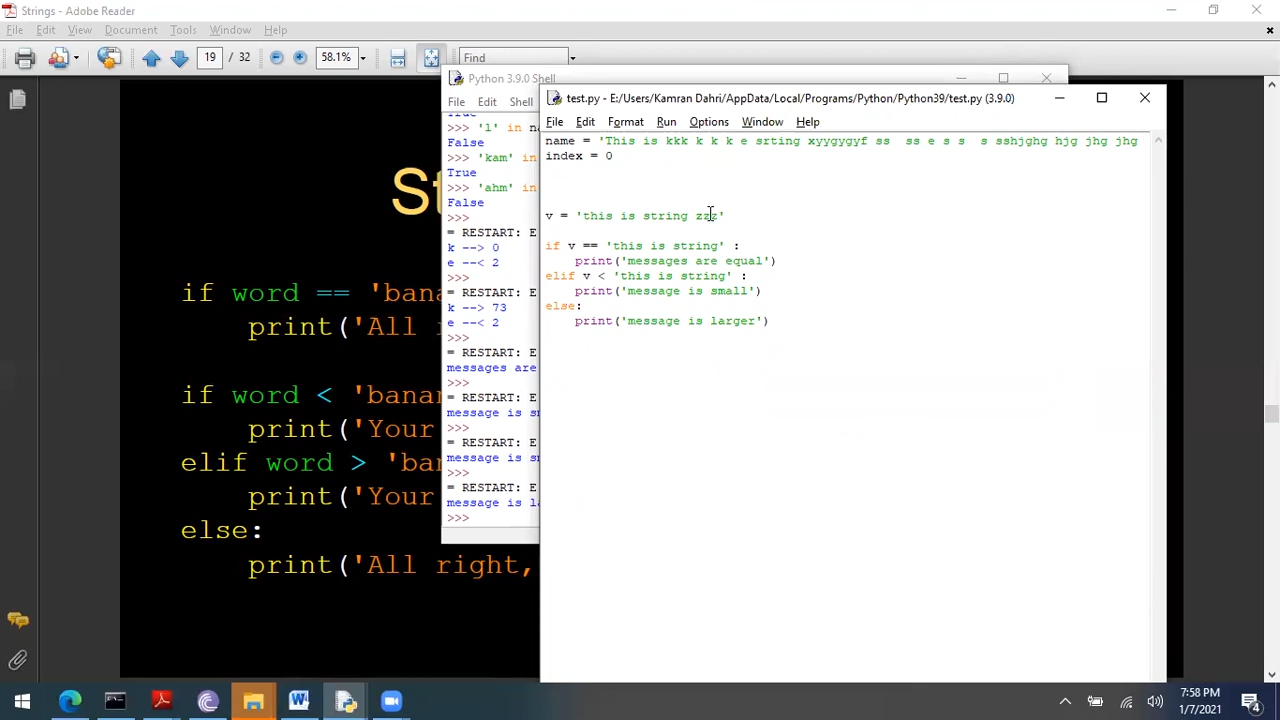 Strings - Adobe Reader
File Edit View Document Tools Window Help
19 / 32 58.1% Find
if word == 'bana
print('All
if word < 'banan
print('Your
elif word > 'ba
print('Your
else:
print('All right,
Python 3.9.0 Shell
File Edit Shell
True
>>> 'l' in na
False
>>> 'kam' in
True
>>> 'ahm' in
False
>>>
= RESTART: E
k --> 0
e --< 2
>>>
= RESTART: E
k --> 73
e --< 2
>>>
= RESTART: E
messages are
>>>
= RESTART: E
message is sm
>>>
= RESTART: E
message is sm
>>>
= RESTART: E
message is la
>>>
test.py - E:/Users/Kamran Dahri/AppData/Local/Programs/Python/Python39/test.py (3.9.0)
File Edit Format Run Options Window Help
name = 'This is kkk k k k e srting xyygygyf ss  ss e s s  s sshjghg hjg jhg jhg
index = 0
v = 'this is string zzz'
if v == 'this is string' :
print('messages are equal')
elif v < 'this is string' :
print('message is small')
else:
print('message is larger')
7:58 PM
1/7/2021